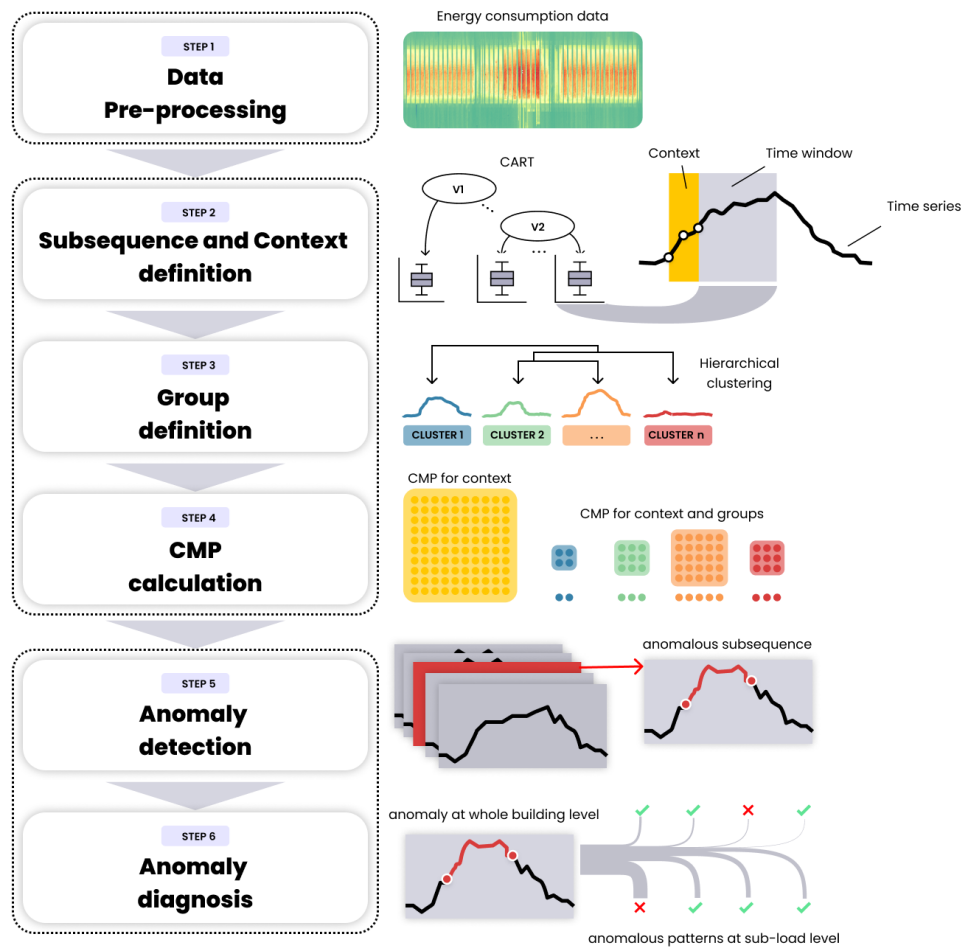 STEP 1
Data
Pre-processing
Energy consumption data
STEP 2
Subsequence and Context
definition
CART
V1
...
V2
...
Context
Time window
Time series
STEP 3
Group
definition
Hierarchical
clustering
CLUSTER 1
CLUSTER 2
...
CLUSTER n
STEP 4
CMP
calculation
CMP for context
CMP for context and groups
STEP 5
Anomaly
detection
anomalous subsequence
STEP 6
Anomaly
diagnosis
anomaly at whole building level
anomalous patterns at sub-load level